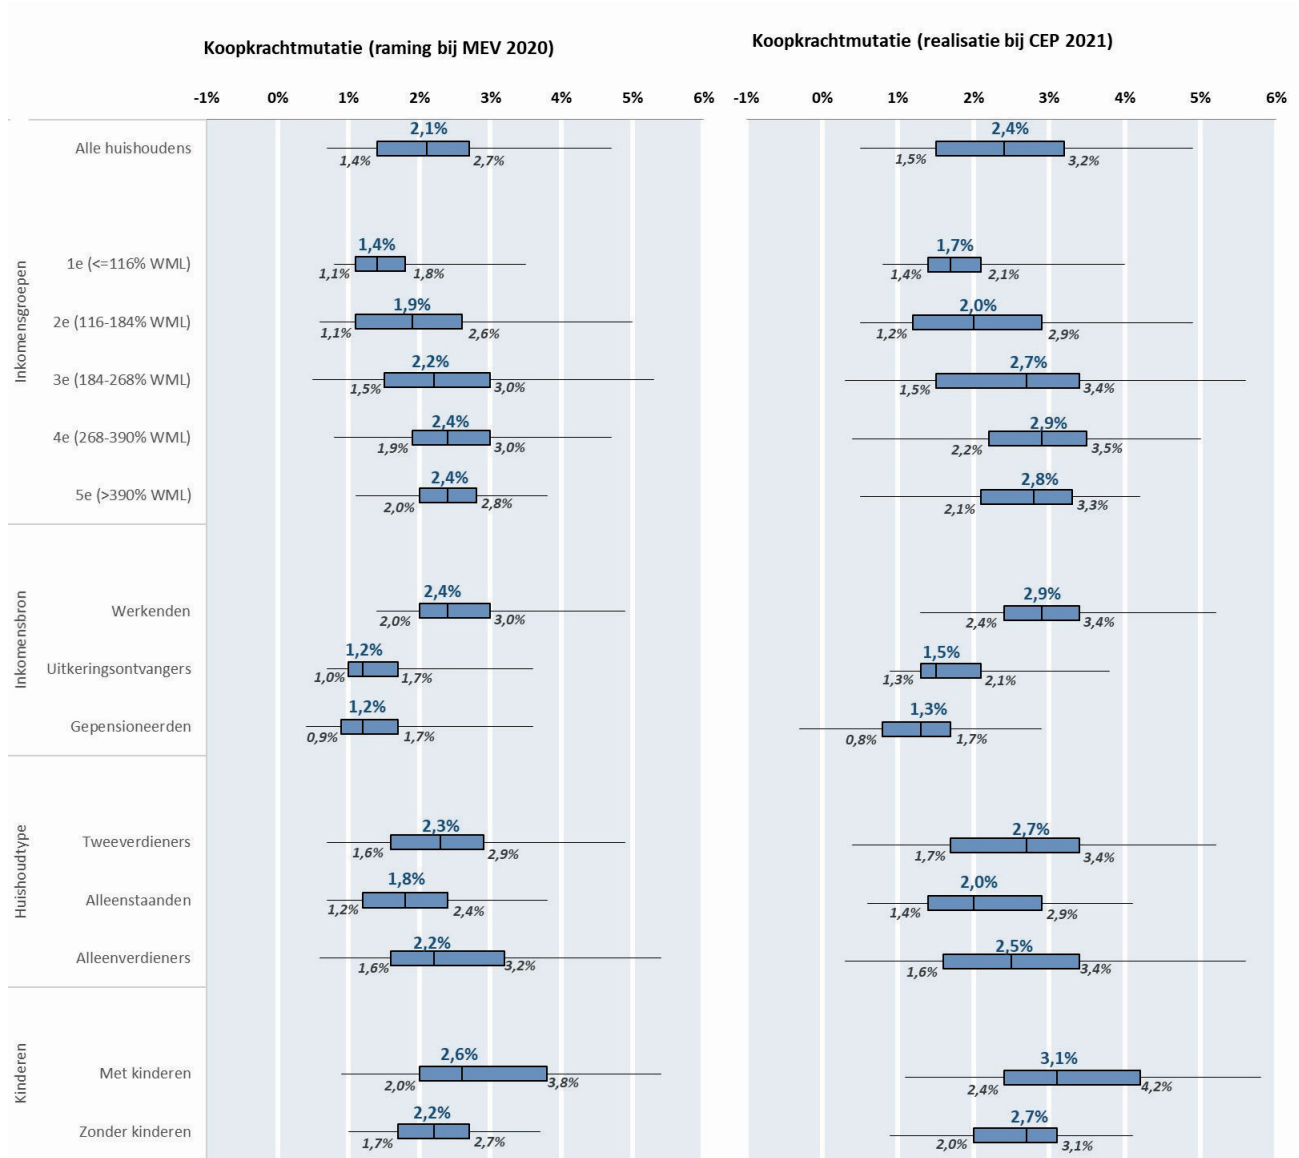 Koopkrachtmutatie (raming bij MEV 2020)
Koopkrachtmutatie (realisatie bij CEP 2021)
-1% 0% 1% 2% 3% 4% 5% 6%
-1% 0% 1% 2% 3% 4% 5% 6%
Alle huishoudens
2,1%
1,4% 2,7%
2,4%
1,5% 3,2%
Inkomensgroepen
1e (<=116% WML)
1,4%
1,1% 1,8%
1,7%
1,4% 2,1%
2e (116-184% WML)
1,9%
1,1% 2,6%
2,0%
1,2% 2,9%
3e (184-268% WML)
2,2%
1,5% 3,0%
2,7%
1,5% 3,4%
4e (268-390% WML)
2,4%
1,9% 3,0%
2,9%
2,2% 3,5%
5e (>390% WML)
2,4%
2,0% 2,8%
2,8%
2,1% 3,3%
Inkomensbron
Werkenden
2,4%
2,0% 3,0%
2,9%
2,4% 3,4%
Uitkeringsontvangers
1,2%
1,0% 1,7%
1,5%
1,3% 2,1%
Gepensioneerden
1,2%
0,9% 1,7%
1,3%
0,8% 1,7%
Huishoudtype
Tweeverdieners
2,3%
1,6% 2,9%
2,7%
1,7% 3,4%
Alleenstaanden
1,8%
1,2% 2,4%
2,0%
1,4% 2,9%
Alleenverdieners
2,2%
1,6% 3,2%
2,5%
1,6% 3,4%
Kinderen
Met kinderen
2,6%
2,0% 3,8%
3,1%
2,4% 4,2%
Zonder kinderen
2,2%
1,7% 2,7%
2,7%
2,0% 3,1%